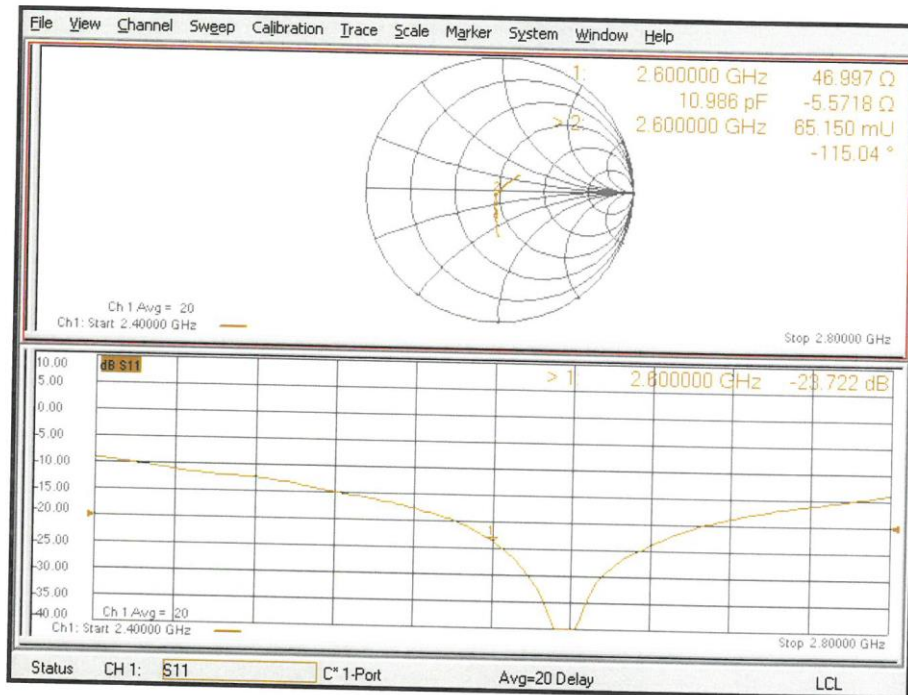 File View Channel Sweep Calibration Trace Scale Marker System Window Help
1: 2.600000 GHz 46.997 Ω
10.986 pF -5.5718 Ω
> 2: 2.600000 GHz 65.150 mU
-115.04 °
Ch 1 Avg = 20
Ch1: Start 2.40000 GHz
Stop 2.80000 GHz
10.00
dB S11
> 1: 2.600000 GHz -23.722 dB
5.00
0.00
-5.00
-10.00
-15.00
-20.00
1
-25.00
-30.00
-35.00
-40.00
Ch 1 Avg = 20
Ch1: Start 2.40000 GHz
Stop 2.80000 GHz
Status CH 1: S11 C* 1-Port Avg=20 Delay LCL